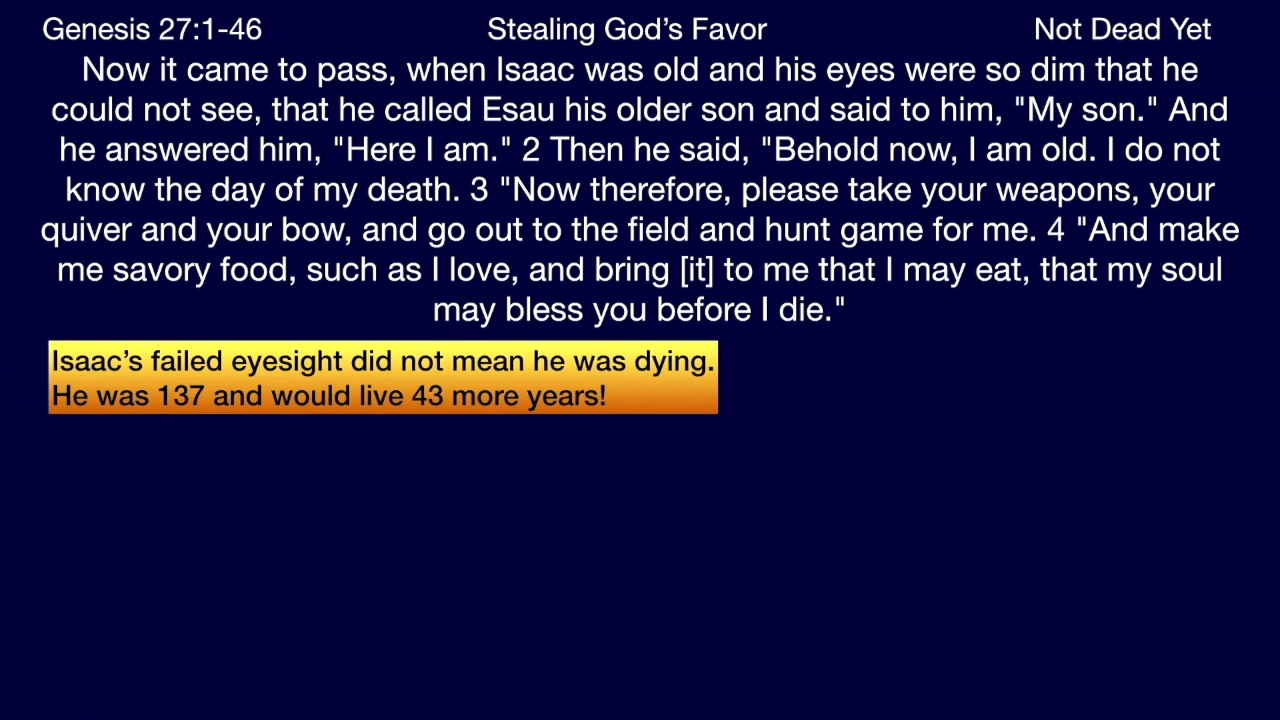 Genesis 27:1-46 Stealing God's Favor Not Dead Yet
Now it came to pass, when Isaac was old and his eyes were so dim that he
could not see, that he called Esau his older son and said to him, "My son." And
he answered him, "Here I am." 2 Then he said, "Behold now, I am old. I do not
know the day of my death. 3 "Now therefore, please take your weapons, your
quiver and your bow, and go out to the field and hunt game for me. 4 "And make
me savory food, such as I love, and bring [it] to me that I may eat, that my soul
may bless you before I die."
Isaac's failed eyesight did not mean he was dying.
He was 137 and would live 43 more years!